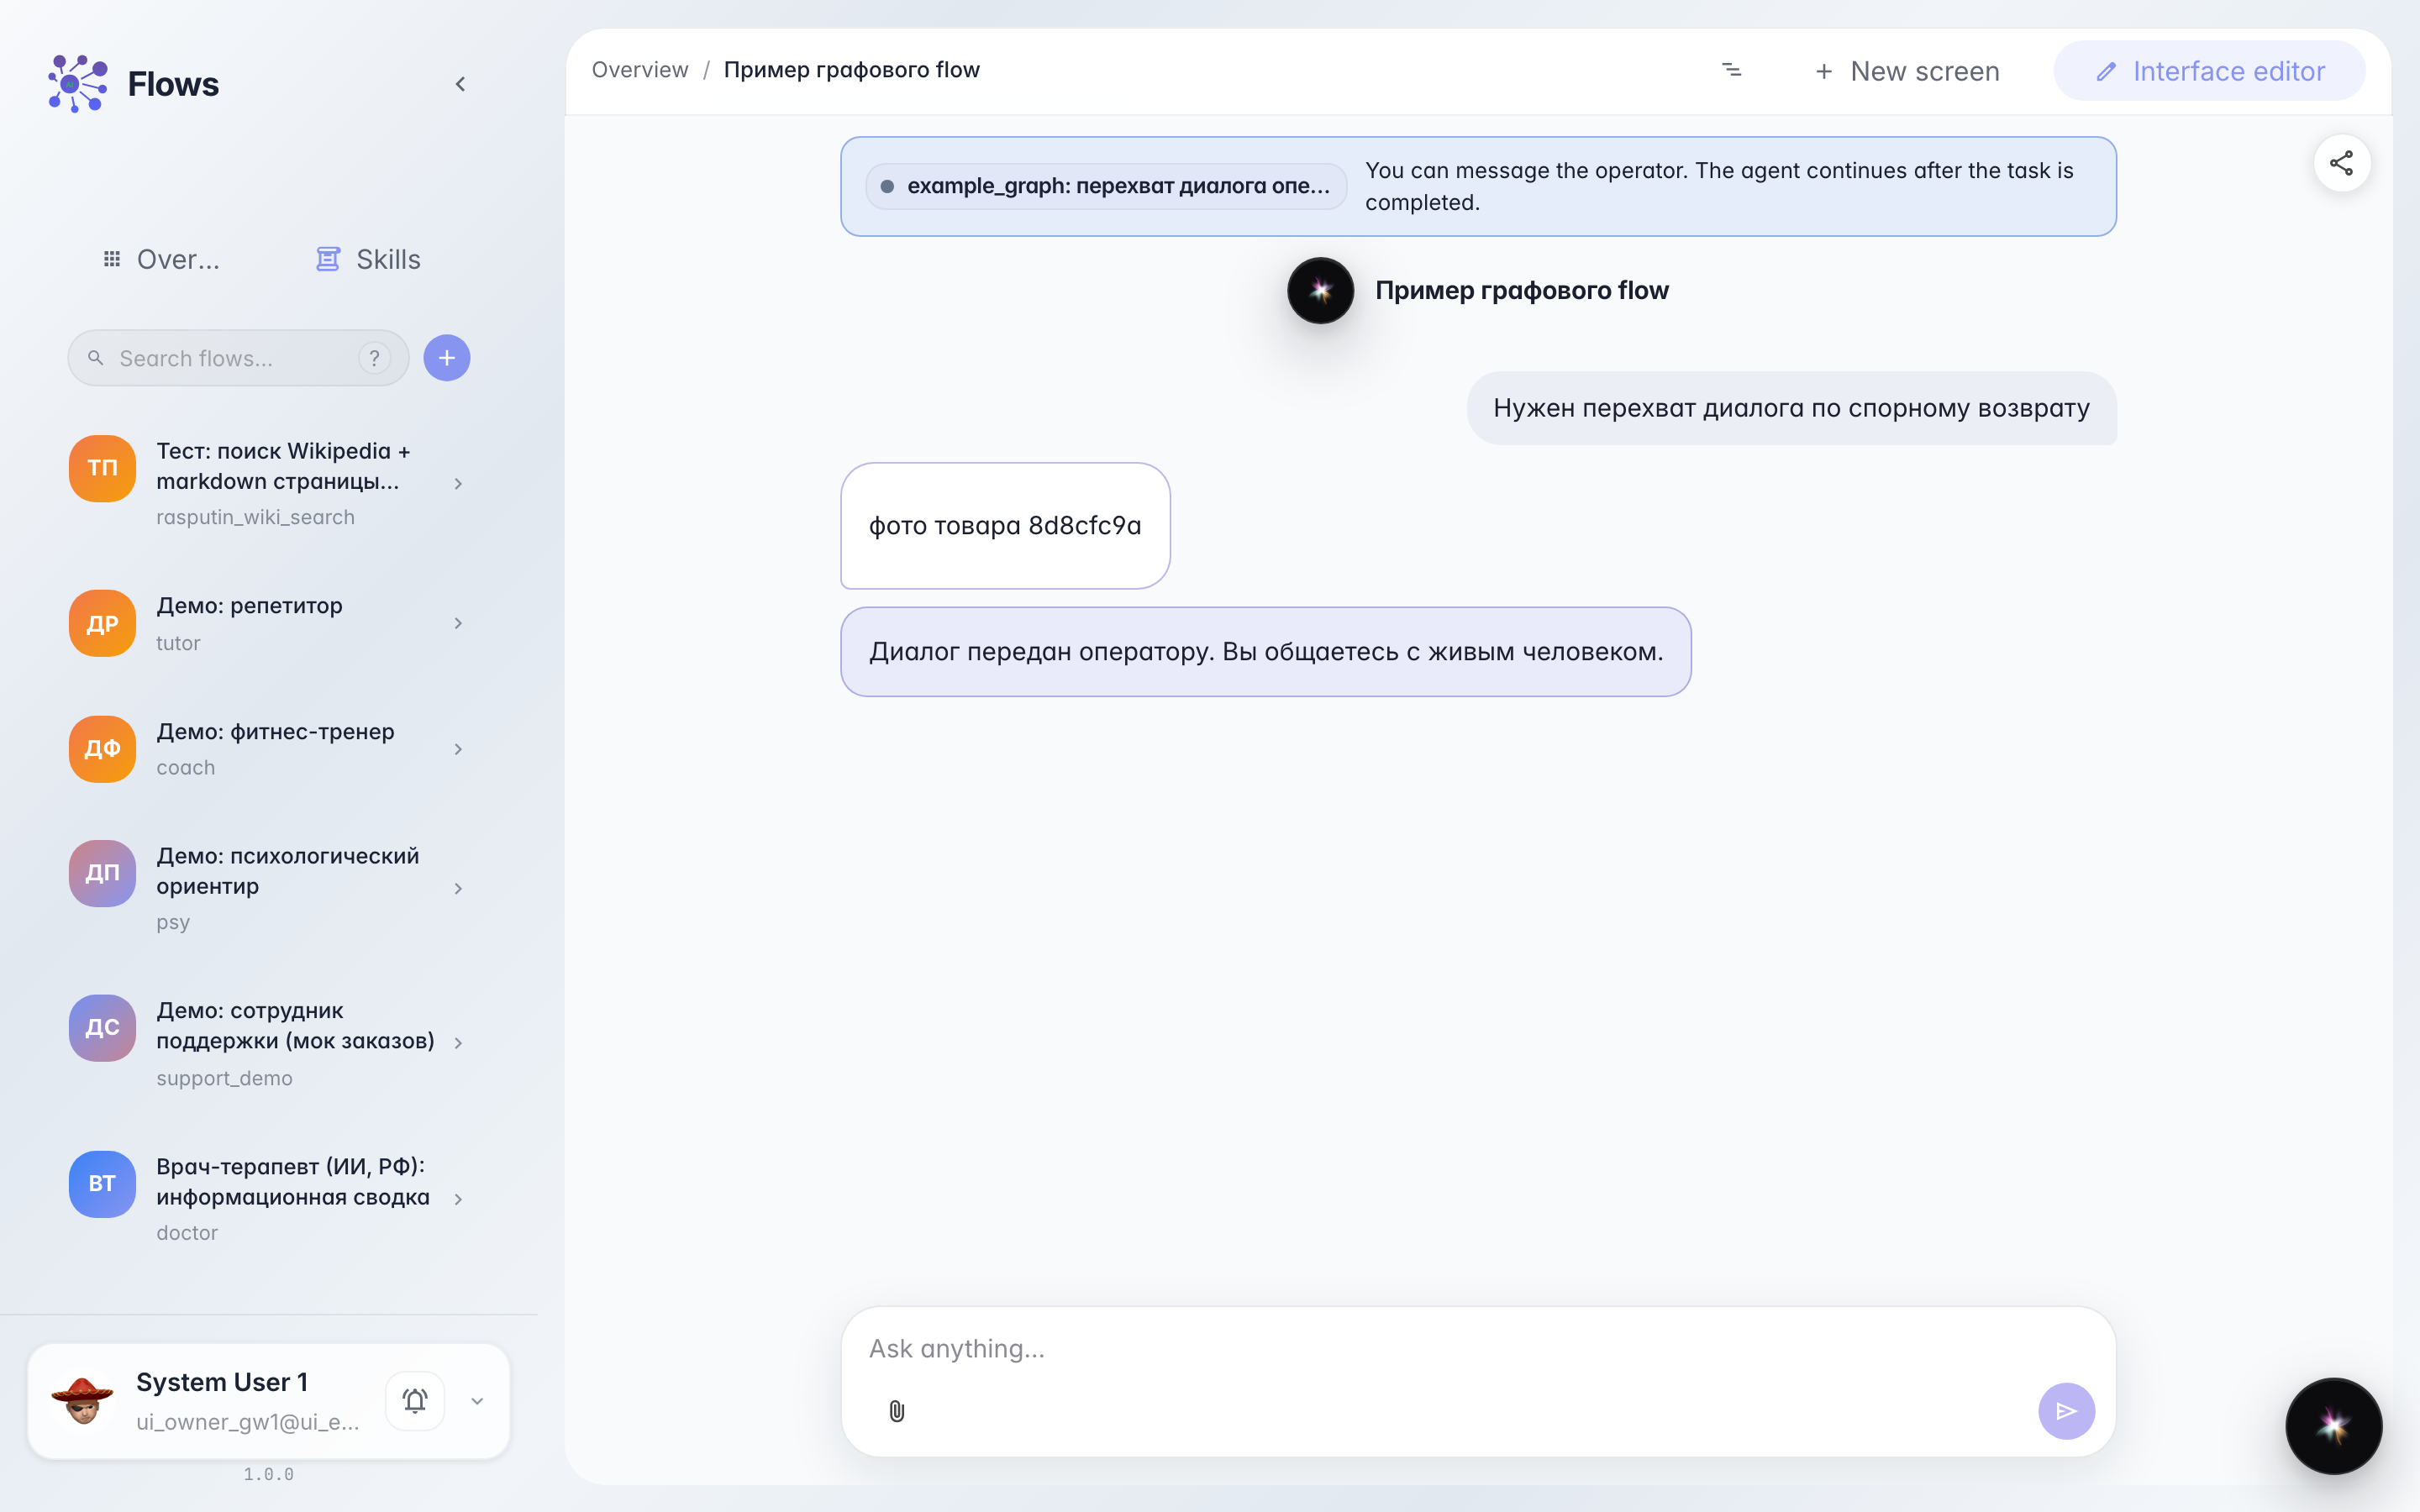 Flows
Over...
Skills
Search flows...
?
ТП
Тест: поиск Wikipedia +
markdown страницы...
rasputin_wiki_search
ДР
Демо: репетитор
tutor
ДФ
Демо: фитнес-тренер
coach
ДП
Демо: психологический
ориентир
psy
ДС
Демо: сотрудник
поддержки (мок заказов)
support_demo
ВТ
Врач-терапевт (ИИ, РФ):
информационная сводка
doctor
System User 1
ui_owner_gw1@ui_e...
1.0.0
Overview / Пример графового flow
New screen
Interface editor
example_graph: перехват диалога опе...
You can message the operator. The agent continues after the task is
completed.
Пример графового flow
Нужен перехват диалога по спорному возврату
фото товара 8d8cfc9a
Диалог передан оператору. Вы общаетесь с живым человеком.
Ask anything...